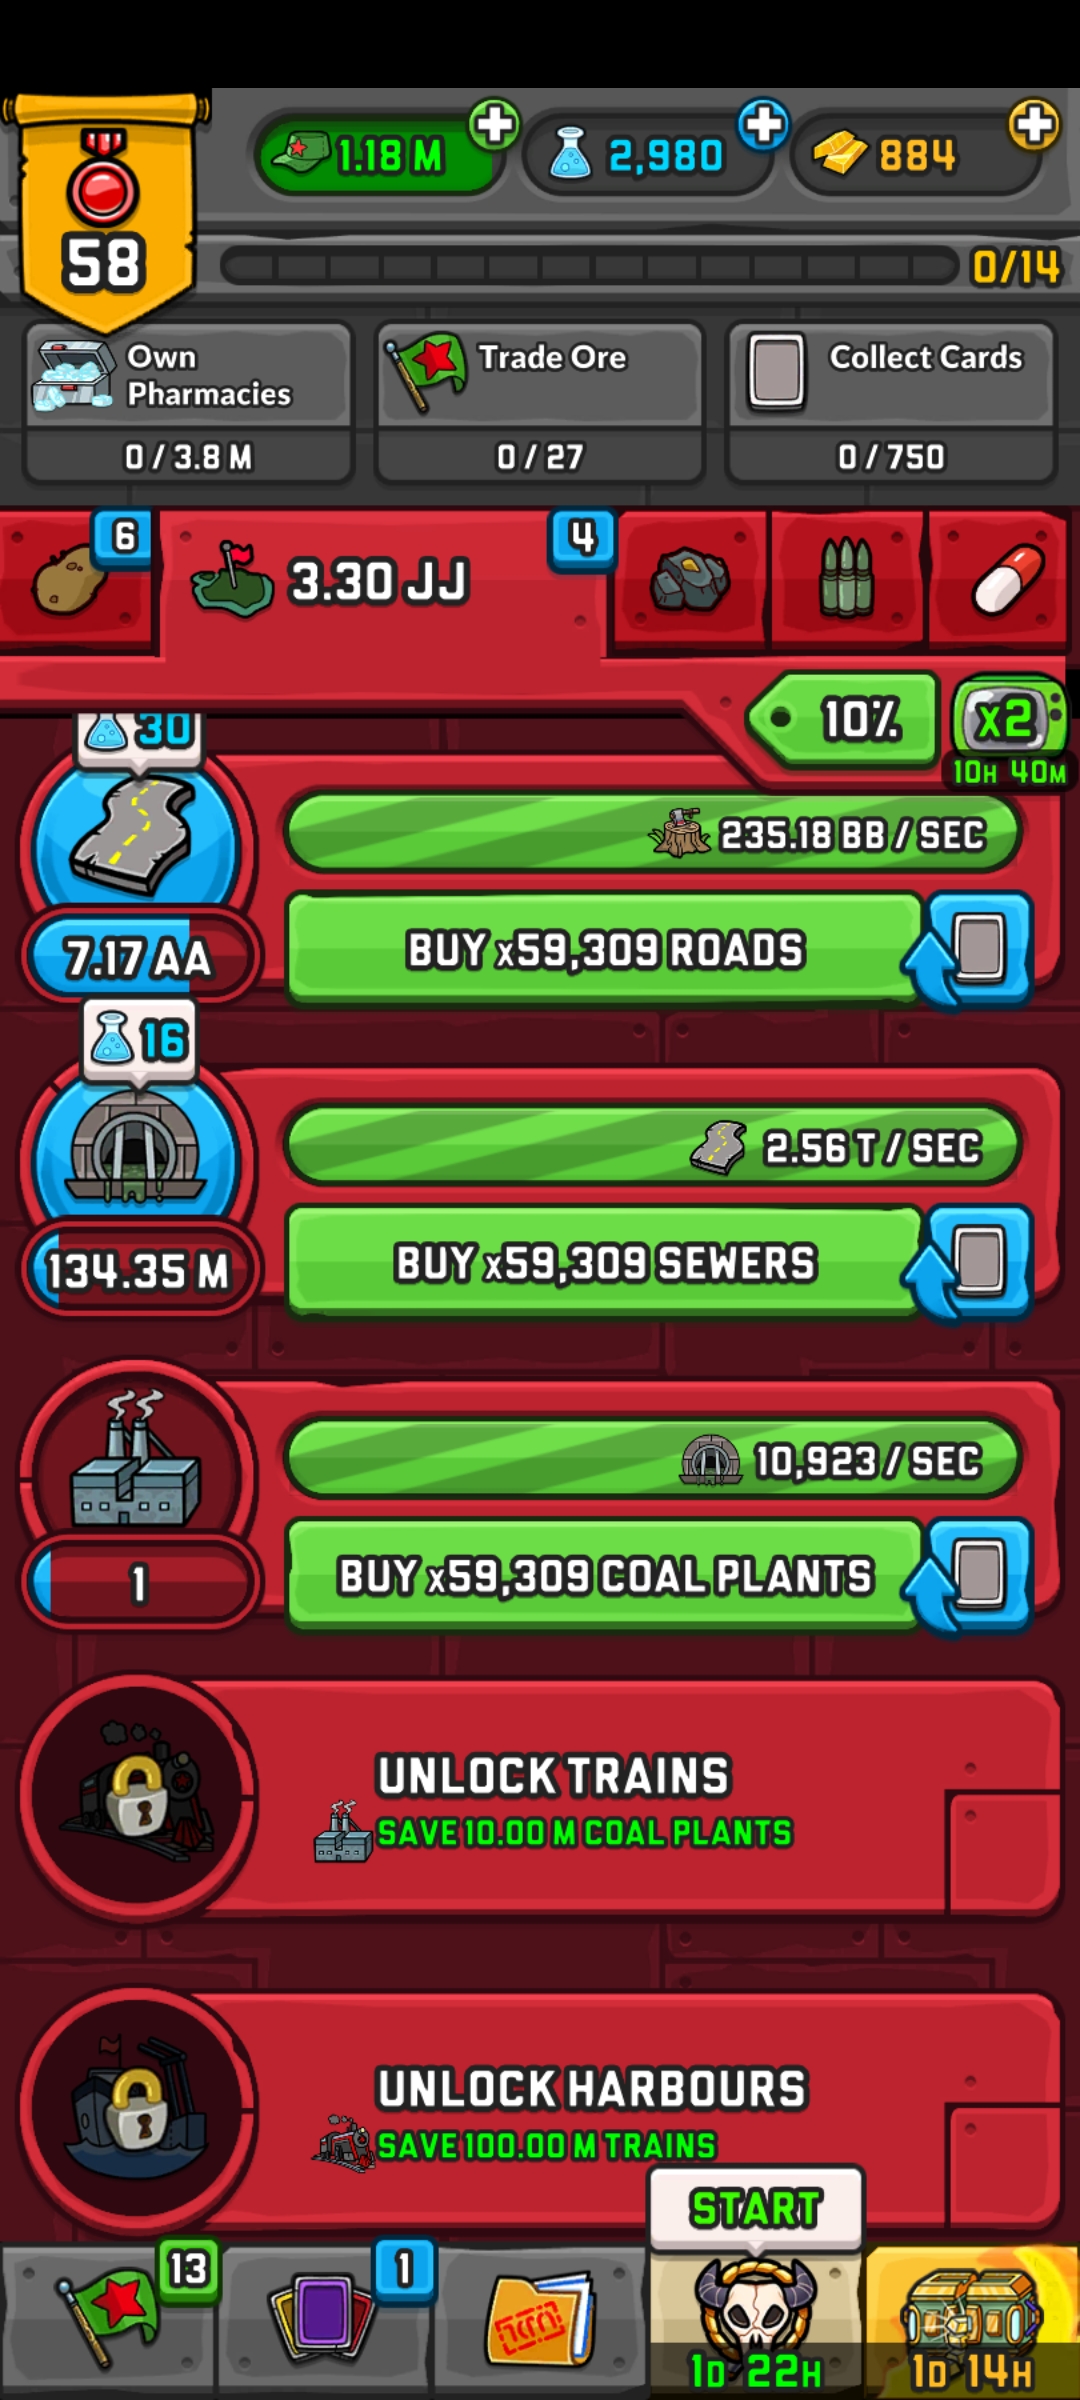 58
1.18 M
2,980
884
0/14
Own
Pharmacies
0 / 3.8 M
Trade Ore
0 / 27
Collect Cards
0 / 750
6
3.30 JJ
4
10%
x2
10H 40M
30
235.18 BB / SEC
7.17 AA
BUY x59,309 ROADS
16
2.56 T / SEC
134.35 M
BUY x59,309 SEWERS
10,923 / SEC
1
BUY x59,309 COAL PLANTS
UNLOCK TRAINS
SAVE 10.00 M COAL PLANTS
UNLOCK HARBOURS
SAVE 100.00 M TRAINS
START
13
1
1D 22H
1D 14H